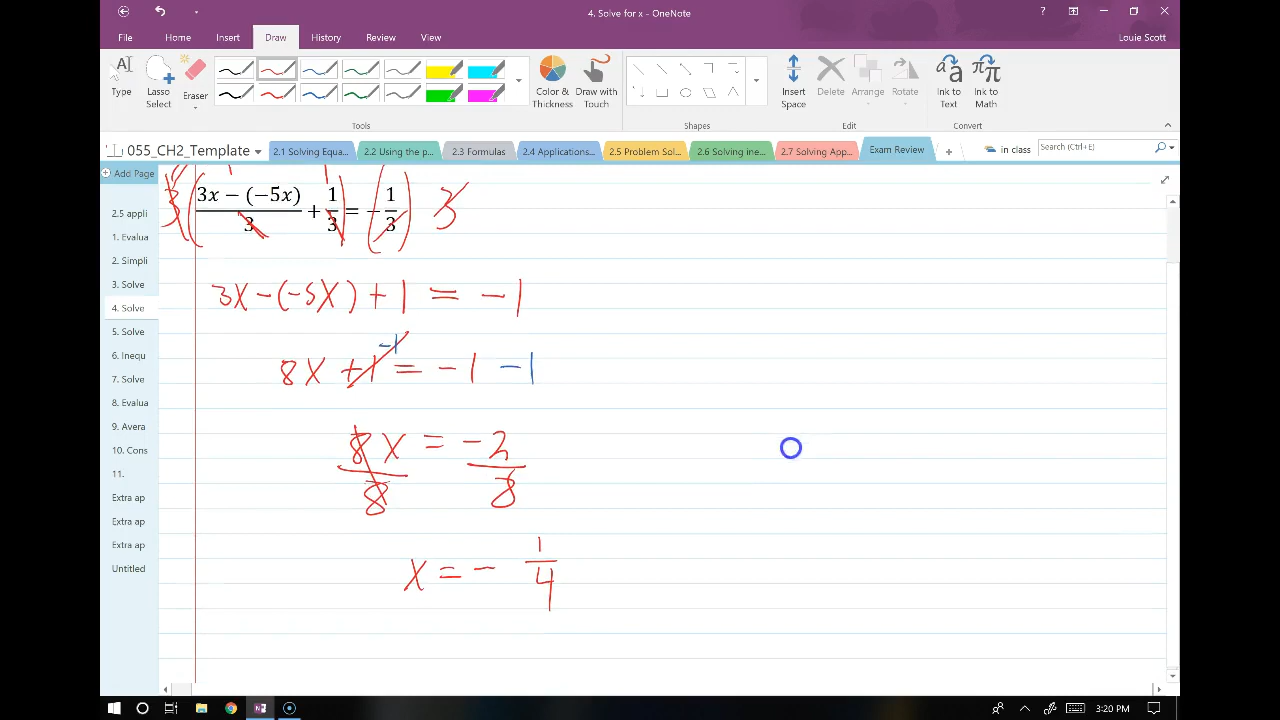 4. Solve for x - OneNote
File Home Insert Draw History Review View
Louie Scott
Type Lasso Select Eraser
Color & Thickness Draw with Touch
Insert Space Delete Arrange Rotate Ink to Text Ink to Math
Tools Shapes Edit Convert
055_CH2_Template 2.1 Solving Equa... 2.2 Using the p... 2.3 Formulas 2.4 Applications... 2.5 Problem Sol... 2.6 Solving ine... 2.7 Solving App... Exam Review + in class Search (Ctrl+E)
Add Page
2.5 appli
1. Evalua
2. Simpli
3. Solve
4. Solve
5. Solve
6. Inequ
7. Solve
8. Evalua
9. Avera
10. Cons
11.
Extra ap
Extra ap
Extra ap
Untitled
3((3x − (−5x))/3 + 1/3) = (−1/3) 3
3x - (-5x) + 1 = -1
8x + 1 -1 = -1 -1
8x/8 = -2/8
x = - 1/4
3:20 PM